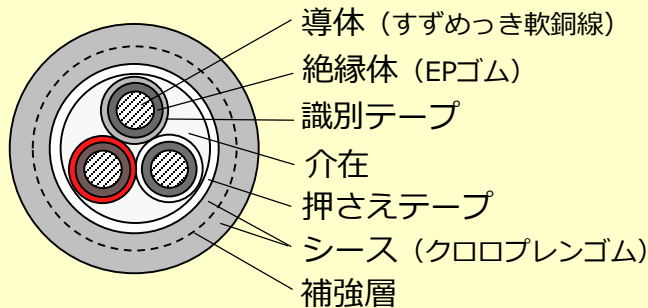 導体（すずめっき軟銅線）
絶縁体（EPゴム）
識別テープ
介在
押さえテープ
シース（クロロプレンゴム）
補強層